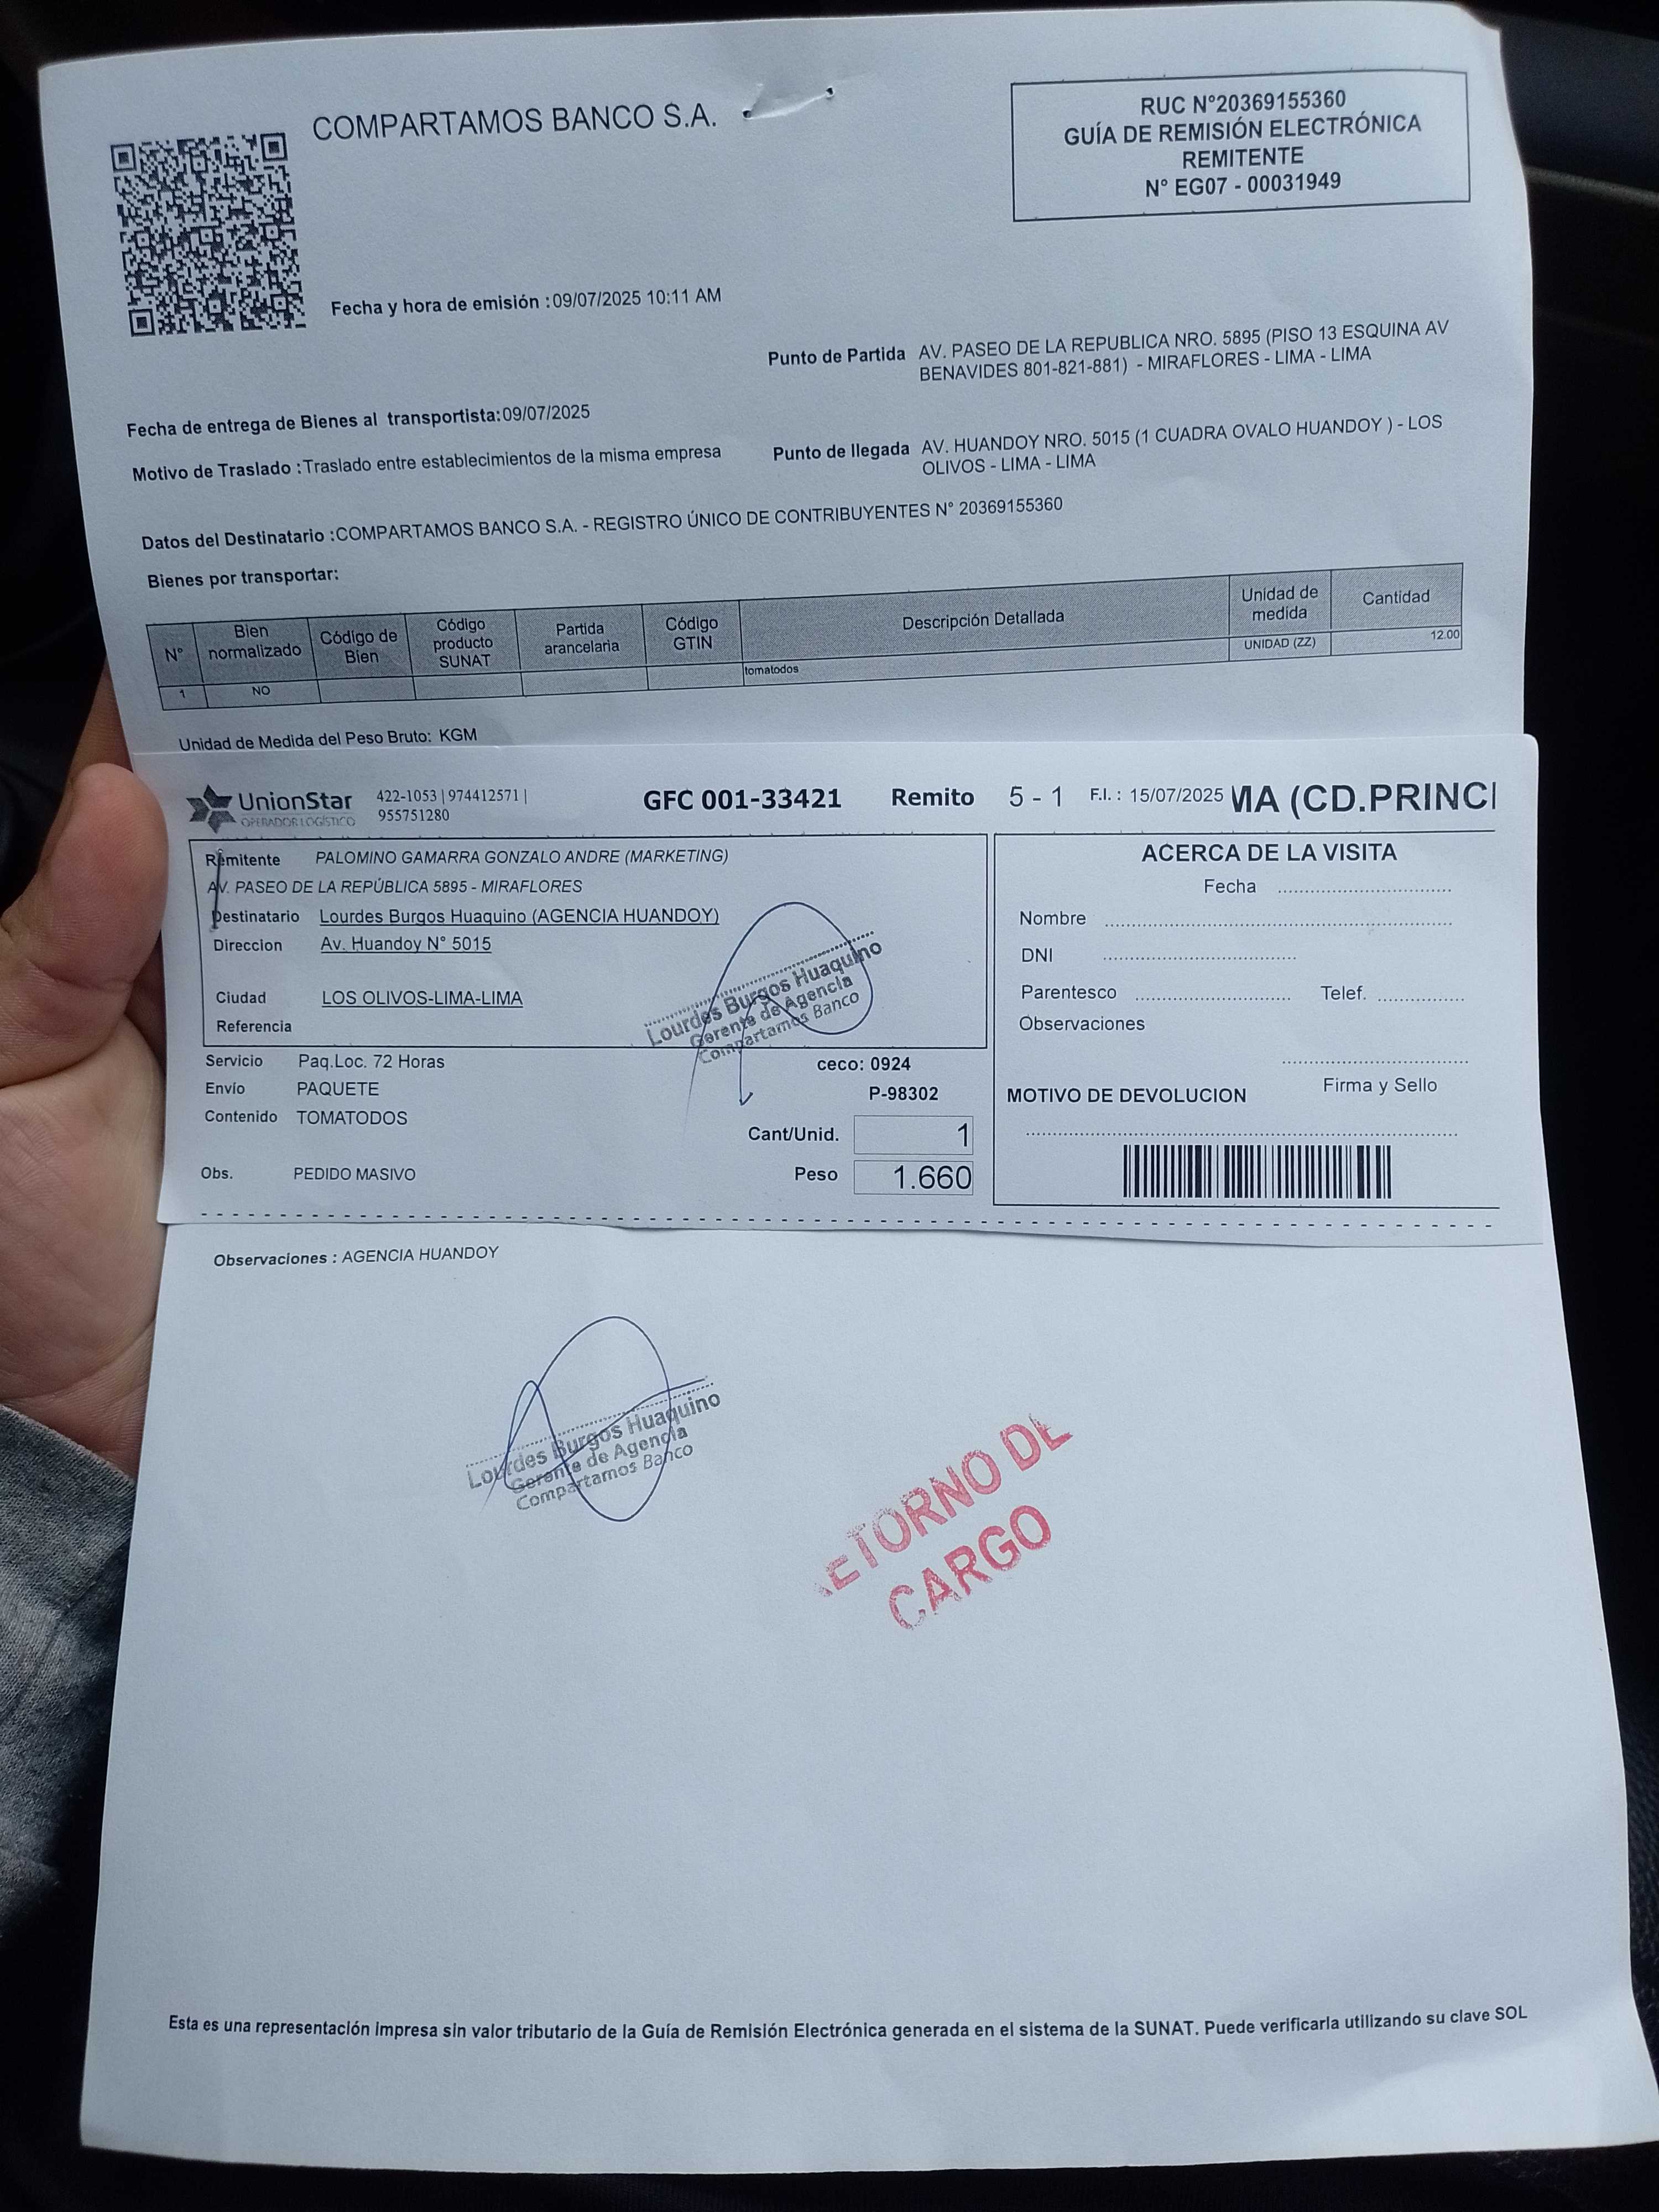 COMPARTAMOS BANCO S.A.
RUC N°20369155360
GUÍA DE REMISIÓN ELECTRÓNICA
REMITENTE
N° EG07 - 00031949
Fecha y hora de emisión :09/07/2025 10:11 AM
Punto de Partida AV. PASEO DE LA REPUBLICA NRO. 5895 (PISO 13 ESQUINA AV
BENAVIDES 801-821-881) - MIRAFLORES - LIMA - LIMA
Fecha de entrega de Bienes al transportista:09/07/2025
Motivo de Traslado :Traslado entre establecimientos de la misma empresa
Punto de llegada AV. HUANDOY NRO. 5015 (1 CUADRA OVALO HUANDOY ) - LOS
OLIVOS - LIMA - LIMA
Datos del Destinatario :COMPARTAMOS BANCO S.A. - REGISTRO ÚNICO DE CONTRIBUYENTES N° 20369155360
Bienes por transportar:
N° Bien normalizado Código de Bien Código producto SUNAT Partida arancelaria Código GTIN Descripción Detallada Unidad de medida Cantidad
1 NO tomatodos UNIDAD (ZZ) 12.00
Unidad de Medida del Peso Bruto: KGM
UnionStar
OPERADOR LOGÍSTICO
422-1053 | 974412571 |
955751280
GFC 001-33421 Remito 5 - 1 F.I. : 15/07/2025 MA (CD.PRINCI
Remitente PALOMINO GAMARRA GONZALO ANDRE (MARKETING)
AV. PASEO DE LA REPÚBLICA 5895 - MIRAFLORES
Destinatario Lourdes Burgos Huaquino (AGENCIA HUANDOY)
Direccion Av. Huandoy N° 5015
Ciudad LOS OLIVOS-LIMA-LIMA
Referencia
Lourdes Burgos Huaquino
Gerente de Agencia
Compartamos Banco
Servicio Paq.Loc. 72 Horas
Envío PAQUETE
Contenido TOMATODOS
Obs. PEDIDO MASIVO
ceco: 0924
P-98302
Cant/Unid. 1
Peso 1.660
ACERCA DE LA VISITA
Fecha
Nombre
DNI
Parentesco Telef.
Observaciones
Firma y Sello
MOTIVO DE DEVOLUCION
Observaciones : AGENCIA HUANDOY
Lourdes Burgos Huaquino
Gerente de Agencia
Compartamos Banco
RETORNO DE
CARGO
Esta es una representación impresa sin valor tributario de la Guía de Remisión Electrónica generada en el sistema de la SUNAT. Puede verificarla utilizando su clave SOL